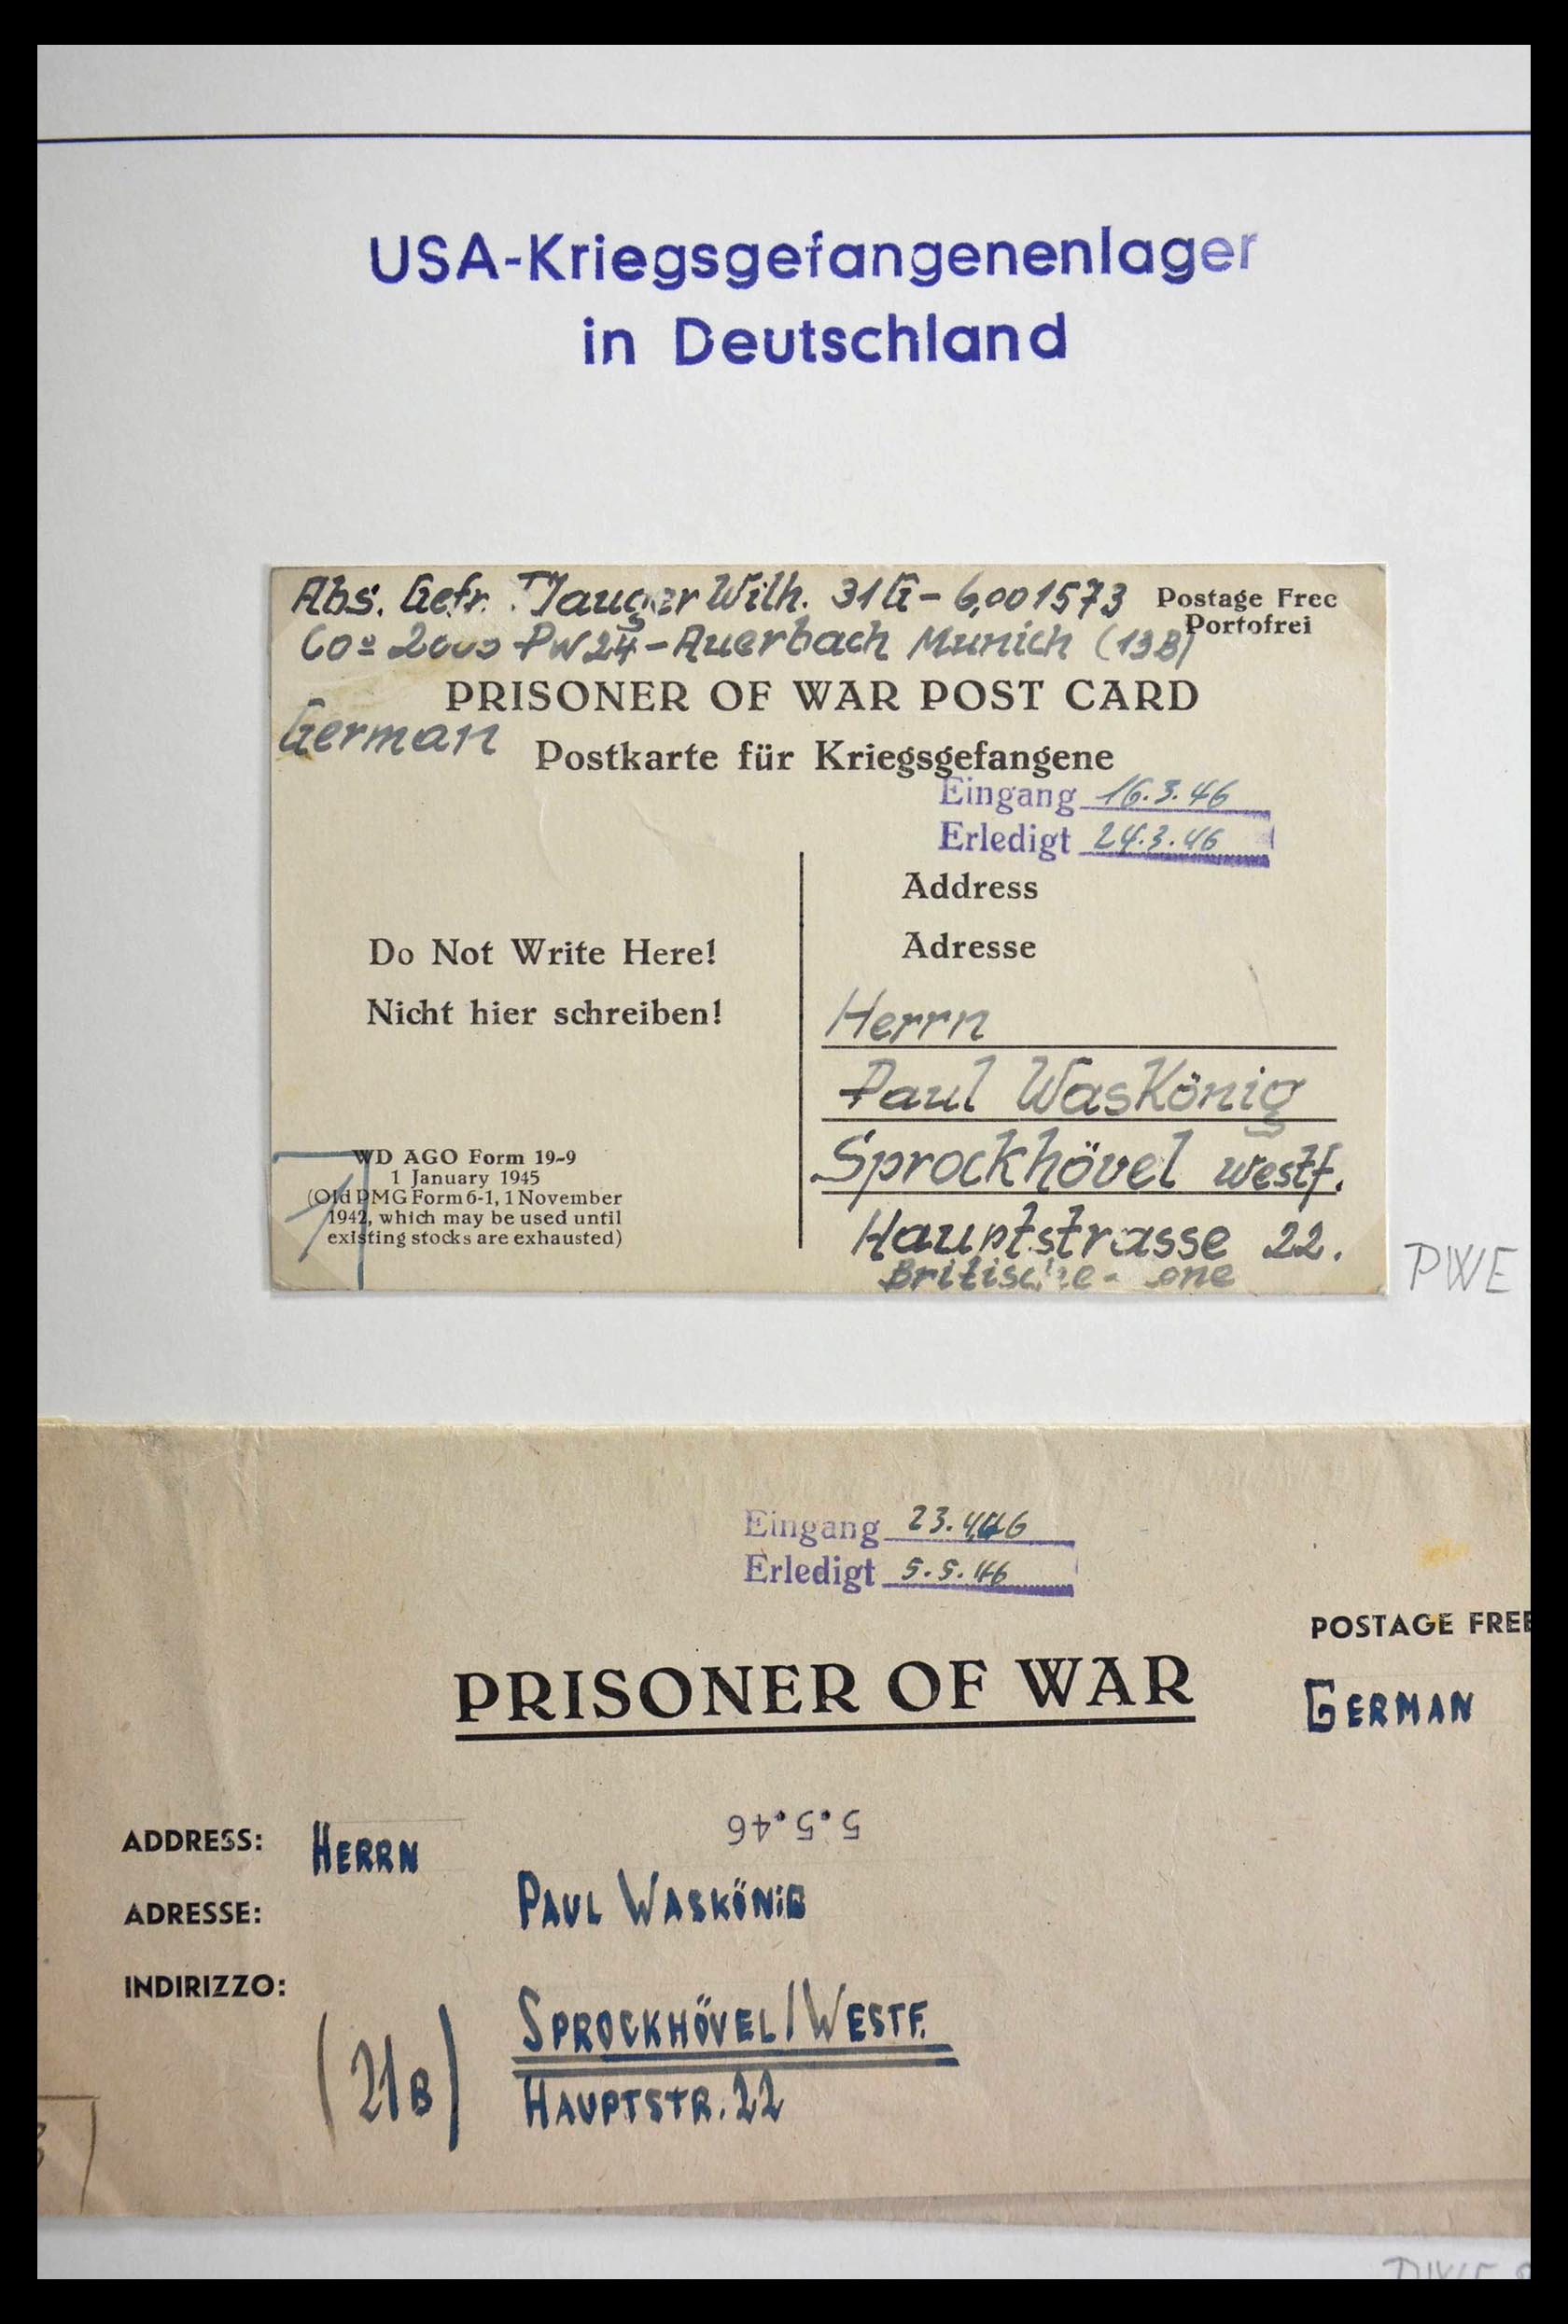 USA-Kriegsgefangenenlager
in Deutschland
Abs. Gefr. Wilh. 31G-6,001573
Postage Free
Portofrei
Co= PW24-Auerbach Munich (13B)
PRISONER OF WAR POST CARD
German
Postkarte für Kriegsgefangene
Eingang 16.3.46
Erledigt 24.3.46
Address
Adresse
Do Not Write Here!
Nicht hier schreiben!
Herrn
Paul WasKönig
Sprockhövel Westf.
Hauptstrasse 22.
Britische- one
WD AGO Form 19-9
1 January 1945
(Old PMG Form 6-1, 1 November
1942, which may be used until
existing stocks are exhausted)
PWE
Eingang 23.4.46
Erledigt 5.5.46
POSTAGE FREE
PRISONER OF WAR
GERMAN
5.5.46
ADDRESS: HERRN
PAUL WASKÖNIG
ADRESSE:
INDIRIZZO:
SPROCKHÖVEL/WESTF.
(21B)
HAUPTSTR. 22